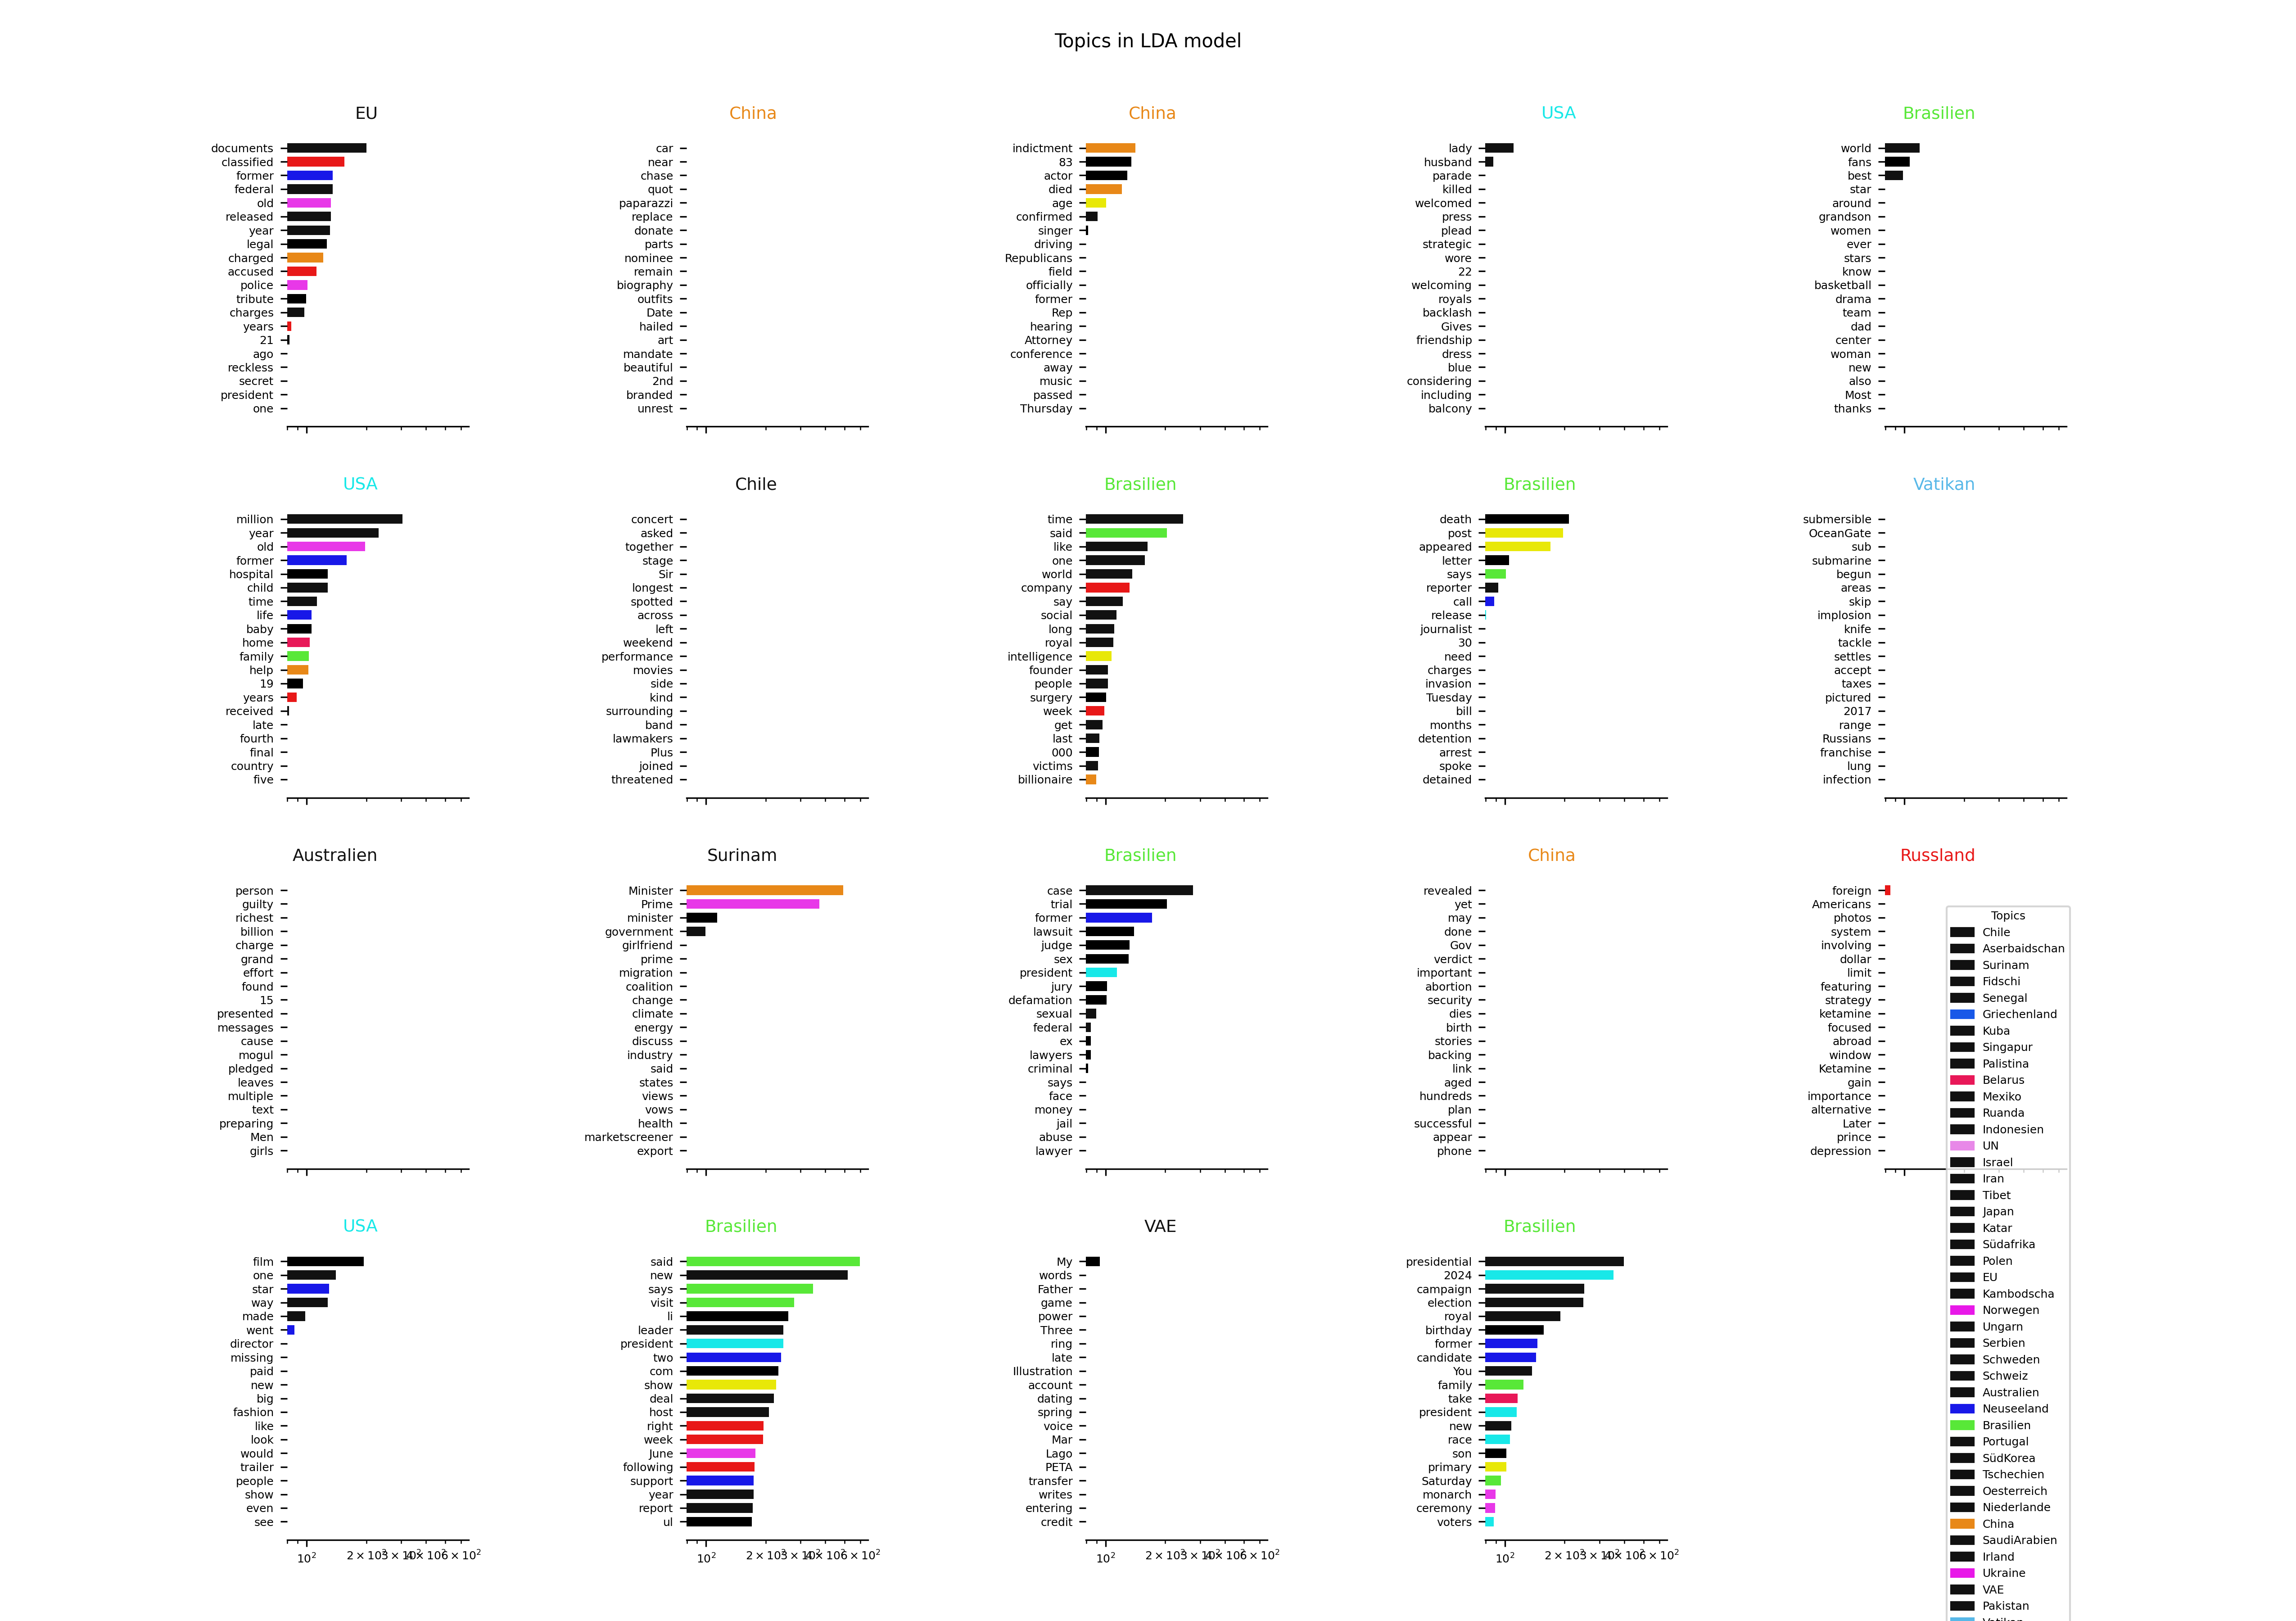 Topics in LDA model
EU
documents
classified
former
federal
old
released
year
legal
charged
accused
police
tribute
charges
years
21
ago
reckless
secret
president
one
China
car
near
chase
quot
paparazzi
replace
donate
parts
nominee
remain
biography
outfits
Date
hailed
art
mandate
beautiful
2nd
branded
unrest
China
indictment
83
actor
died
age
confirmed
singer
driving
Republicans
field
officially
former
Rep
hearing
Attorney
conference
away
music
passed
Thursday
USA
lady
husband
parade
killed
welcomed
press
plead
strategic
wore
22
welcoming
royals
backlash
Gives
friendship
dress
blue
considering
including
balcony
Brasilien
world
fans
best
star
around
grandson
women
ever
stars
know
basketball
drama
team
dad
center
woman
new
also
Most
thanks
USA
million
year
old
former
hospital
child
time
life
baby
home
family
help
19
years
received
late
fourth
final
country
five
Chile
concert
asked
together
stage
Sir
longest
spotted
across
left
weekend
performance
movies
side
kind
surrounding
band
lawmakers
Plus
joined
threatened
Brasilien
time
said
like
one
world
company
say
social
long
royal
intelligence
founder
people
surgery
week
get
last
000
victims
billionaire
Brasilien
death
post
appeared
letter
says
reporter
call
release
journalist
30
need
charges
invasion
Tuesday
bill
months
detention
arrest
spoke
detained
Vatikan
submersible
OceanGate
sub
submarine
begun
areas
skip
implosion
knife
tackle
settles
accept
taxes
pictured
2017
range
Russians
franchise
lung
infection
Australien
person
guilty
richest
billion
charge
grand
effort
found
15
presented
messages
cause
mogul
pledged
leaves
multiple
text
preparing
Men
girls
Surinam
Minister
Prime
minister
government
girlfriend
prime
migration
coalition
change
climate
energy
discuss
industry
said
states
views
vows
health
marketscreener
export
Brasilien
case
trial
former
lawsuit
judge
sex
president
jury
defamation
sexual
federal
ex
lawyers
criminal
says
face
money
jail
abuse
lawyer
China
revealed
yet
may
done
Gov
verdict
important
abortion
security
dies
birth
stories
backing
link
aged
hundreds
plan
successful
appear
phone
Russland
foreign
Americans
photos
system
involving
dollar
limit
featuring
strategy
ketamine
focused
abroad
window
Ketamine
gain
importance
alternative
Later
prince
depression
USA
film
one
star
way
made
went
director
missing
paid
new
big
fashion
like
look
would
trailer
people
show
even
see
10²
Brasilien
said
new
says
visit
li
leader
president
two
com
show
deal
host
right
week
June
following
support
year
report
ul
10²
VAE
My
words
Father
game
power
Three
ring
late
Illustration
account
dating
spring
voice
Mar
Lago
PETA
transfer
writes
entering
credit
10²
Brasilien
presidential
2024
campaign
election
royal
birthday
former
candidate
You
family
take
president
new
race
son
primary
Saturday
monarch
ceremony
voters
10²
Topics
Chile
Aserbaidschan
Surinam
Fidschi
Senegal
Griechenland
Kuba
Singapur
Palistina
Belarus
Mexiko
Ruanda
Indonesien
UN
Israel
Iran
Tibet
Japan
Katar
Südafrika
Polen
EU
Kambodscha
Norwegen
Ungarn
Serbien
Schweden
Schweiz
Australien
Neuseeland
Brasilien
Portugal
SüdKorea
Tschechien
Oesterreich
Niederlande
China
SaudiArabien
Irland
Ukraine
VAE
Pakistan